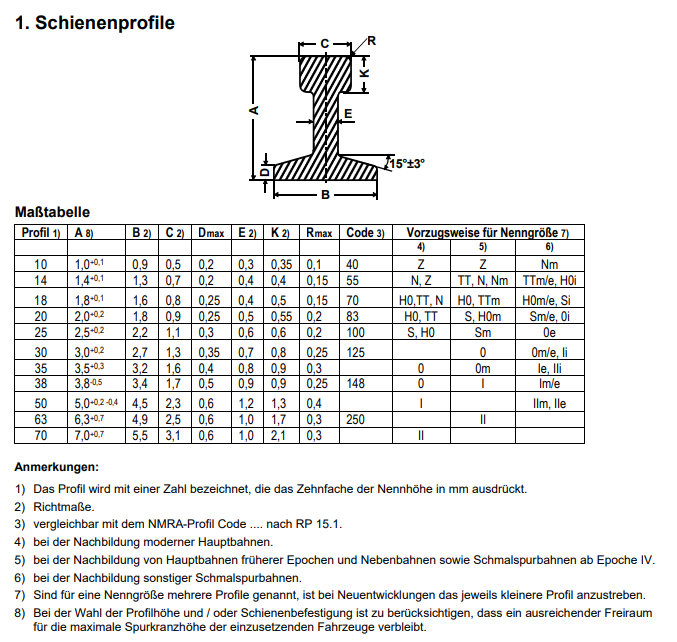 1. Schienenprofile
C
R
K
A
E
D
15°±3°
B
Maßtabelle
Profil 1) A 8) B 2) C 2) Dmax E 2) K 2) Rmax Code 3) Vorzugsweise für Nenngröße 7)
4) 5) 6)
10 1,0+0,1 0,9 0,5 0,2 0,3 0,35 0,1 40 Z Z Nm
14 1,4+0,1 1,3 0,7 0,2 0,4 0,4 0,15 55 N, Z TT, N, Nm TTm/e, H0i
18 1,8+0,1 1,6 0,8 0,25 0,4 0,5 0,15 70 H0,TT, N H0, TTm H0m/e, Si
20 2,0+0,2 1,8 0,9 0,25 0,5 0,55 0,2 83 H0, TT S, H0m Sm/e, 0i
25 2,5+0,2 2,2 1,1 0,3 0,6 0,6 0,2 100 S, H0 Sm 0e
30 3,0+0,2 2,7 1,3 0,35 0,7 0,8 0,25 125 0 0m/e, Ii
35 3,5+0,3 3,2 1,6 0,4 0,8 0,9 0,3 0 0m Ie, IIi
38 3,8-0,5 3,4 1,7 0,5 0,9 0,9 0,25 148 0 I Im/e
50 5,0+0,2 -0,4 4,5 2,3 0,6 1,2 1,3 0,4 I IIm, IIe
63 6,3+0,7 4,9 2,5 0,6 1,0 1,7 0,3 250 II
70 7,0+0,7 5,5 3,1 0,6 1,0 2,1 0,3 II
Anmerkungen:
1) Das Profil wird mit einer Zahl bezeichnet, die das Zehnfache der Nennhöhe in mm ausdrückt.
2) Richtmaße.
3) vergleichbar mit dem NMRA-Profil Code .... nach RP 15.1.
4) bei der Nachbildung moderner Hauptbahnen.
5) bei der Nachbildung von Hauptbahnen früherer Epochen und Nebenbahnen sowie Schmalspurbahnen ab Epoche IV.
6) bei der Nachbildung sonstiger Schmalspurbahnen.
7) Sind für eine Nenngröße mehrere Profile genannt, ist bei Neuentwicklungen das jeweils kleinere Profil anzustreben.
8) Bei der Wahl der Profilhöhe und / oder Schienenbefestigung ist zu berücksichtigen, dass ein ausreichender Freiraum
für die maximale Spurkranzhöhe der einzusetzenden Fahrzeuge verbleibt.